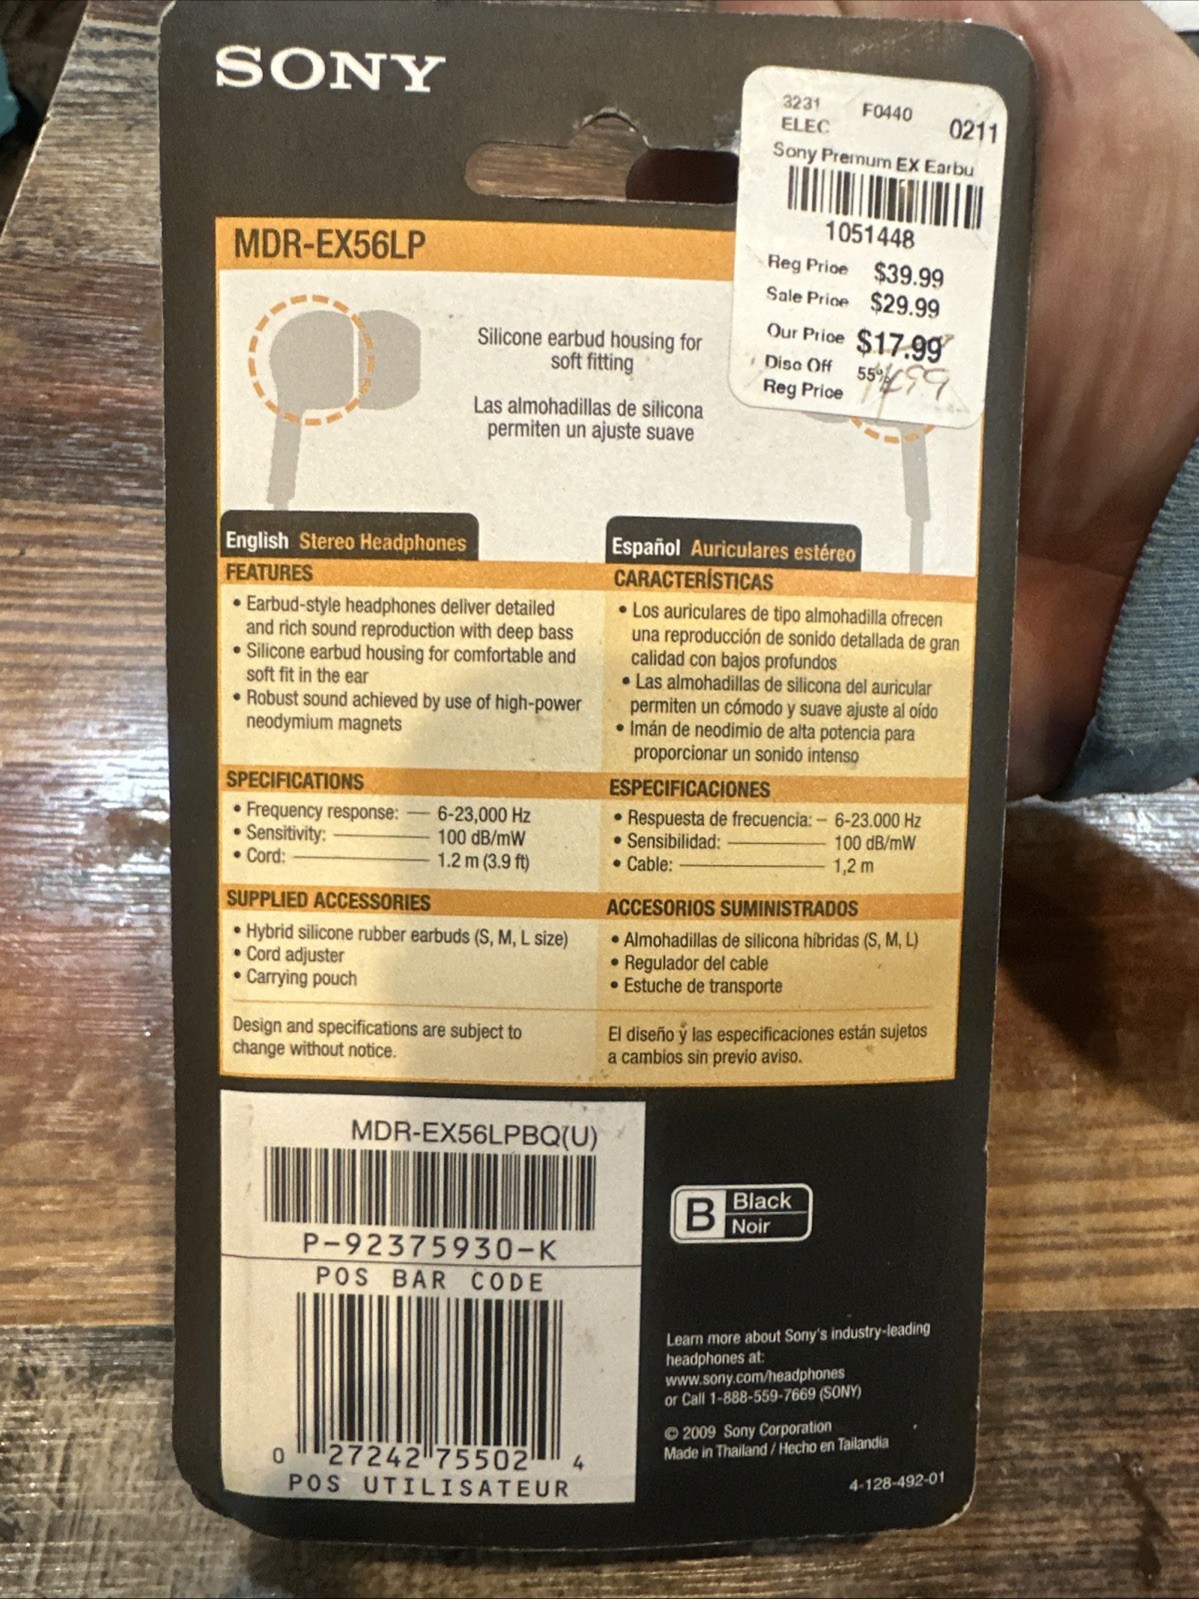 SONY
3231 F0440 0211
ELEC
Sony Premum EX Earbu
1051448
Reg Price $39.99
Sale Price $29.99
Our Price $17.99
Disc Off 55%
Reg Price
MDR-EX56LP
Silicone earbud housing for
soft fitting
Las almohadillas de silicona
permiten un ajuste suave
English Stereo Headphones
FEATURES
• Earbud-style headphones deliver detailed
and rich sound reproduction with deep bass
• Silicone earbud housing for comfortable and
soft fit in the ear
• Robust sound achieved by use of high-power
neodymium magnets
SPECIFICATIONS
• Frequency response: — 6-23,000 Hz
• Sensitivity: — 100 dB/mW
• Cord: — 1.2 m (3.9 ft)
SUPPLIED ACCESSORIES
• Hybrid silicone rubber earbuds (S, M, L size)
• Cord adjuster
• Carrying pouch
Design and specifications are subject to
change without notice.
Español Auriculares estéreo
CARACTERÍSTICAS
• Los auriculares de tipo almohadilla ofrecen
una reproducción de sonido detallada de gran
calidad con bajos profundos
• Las almohadillas de silicona del auricular
permiten un cómodo y suave ajuste al oído
• Imán de neodimio de alta potencia para
proporcionar un sonido intenso
ESPECIFICACIONES
• Respuesta de frecuencia: – 6-23.000 Hz
• Sensibilidad: — 100 dB/mW
• Cable: — 1,2 m
ACCESORIOS SUMINISTRADOS
• Almohadillas de silicona híbridas (S, M, L)
• Regulador del cable
• Estuche de transporte
El diseño y las especificaciones están sujetos
a cambios sin previo aviso.
MDR-EX56LPBQ(U)
P-92375930-K
POS BAR CODE
0 27242 75502 4
POS UTILISATEUR
B Black
Noir
Learn more about Sony's industry-leading
headphones at:
www.sony.com/headphones
or Call 1-888-559-7669 (SONY)
© 2009 Sony Corporation
Made in Thailand / Hecho en Tailandia
4-128-492-01